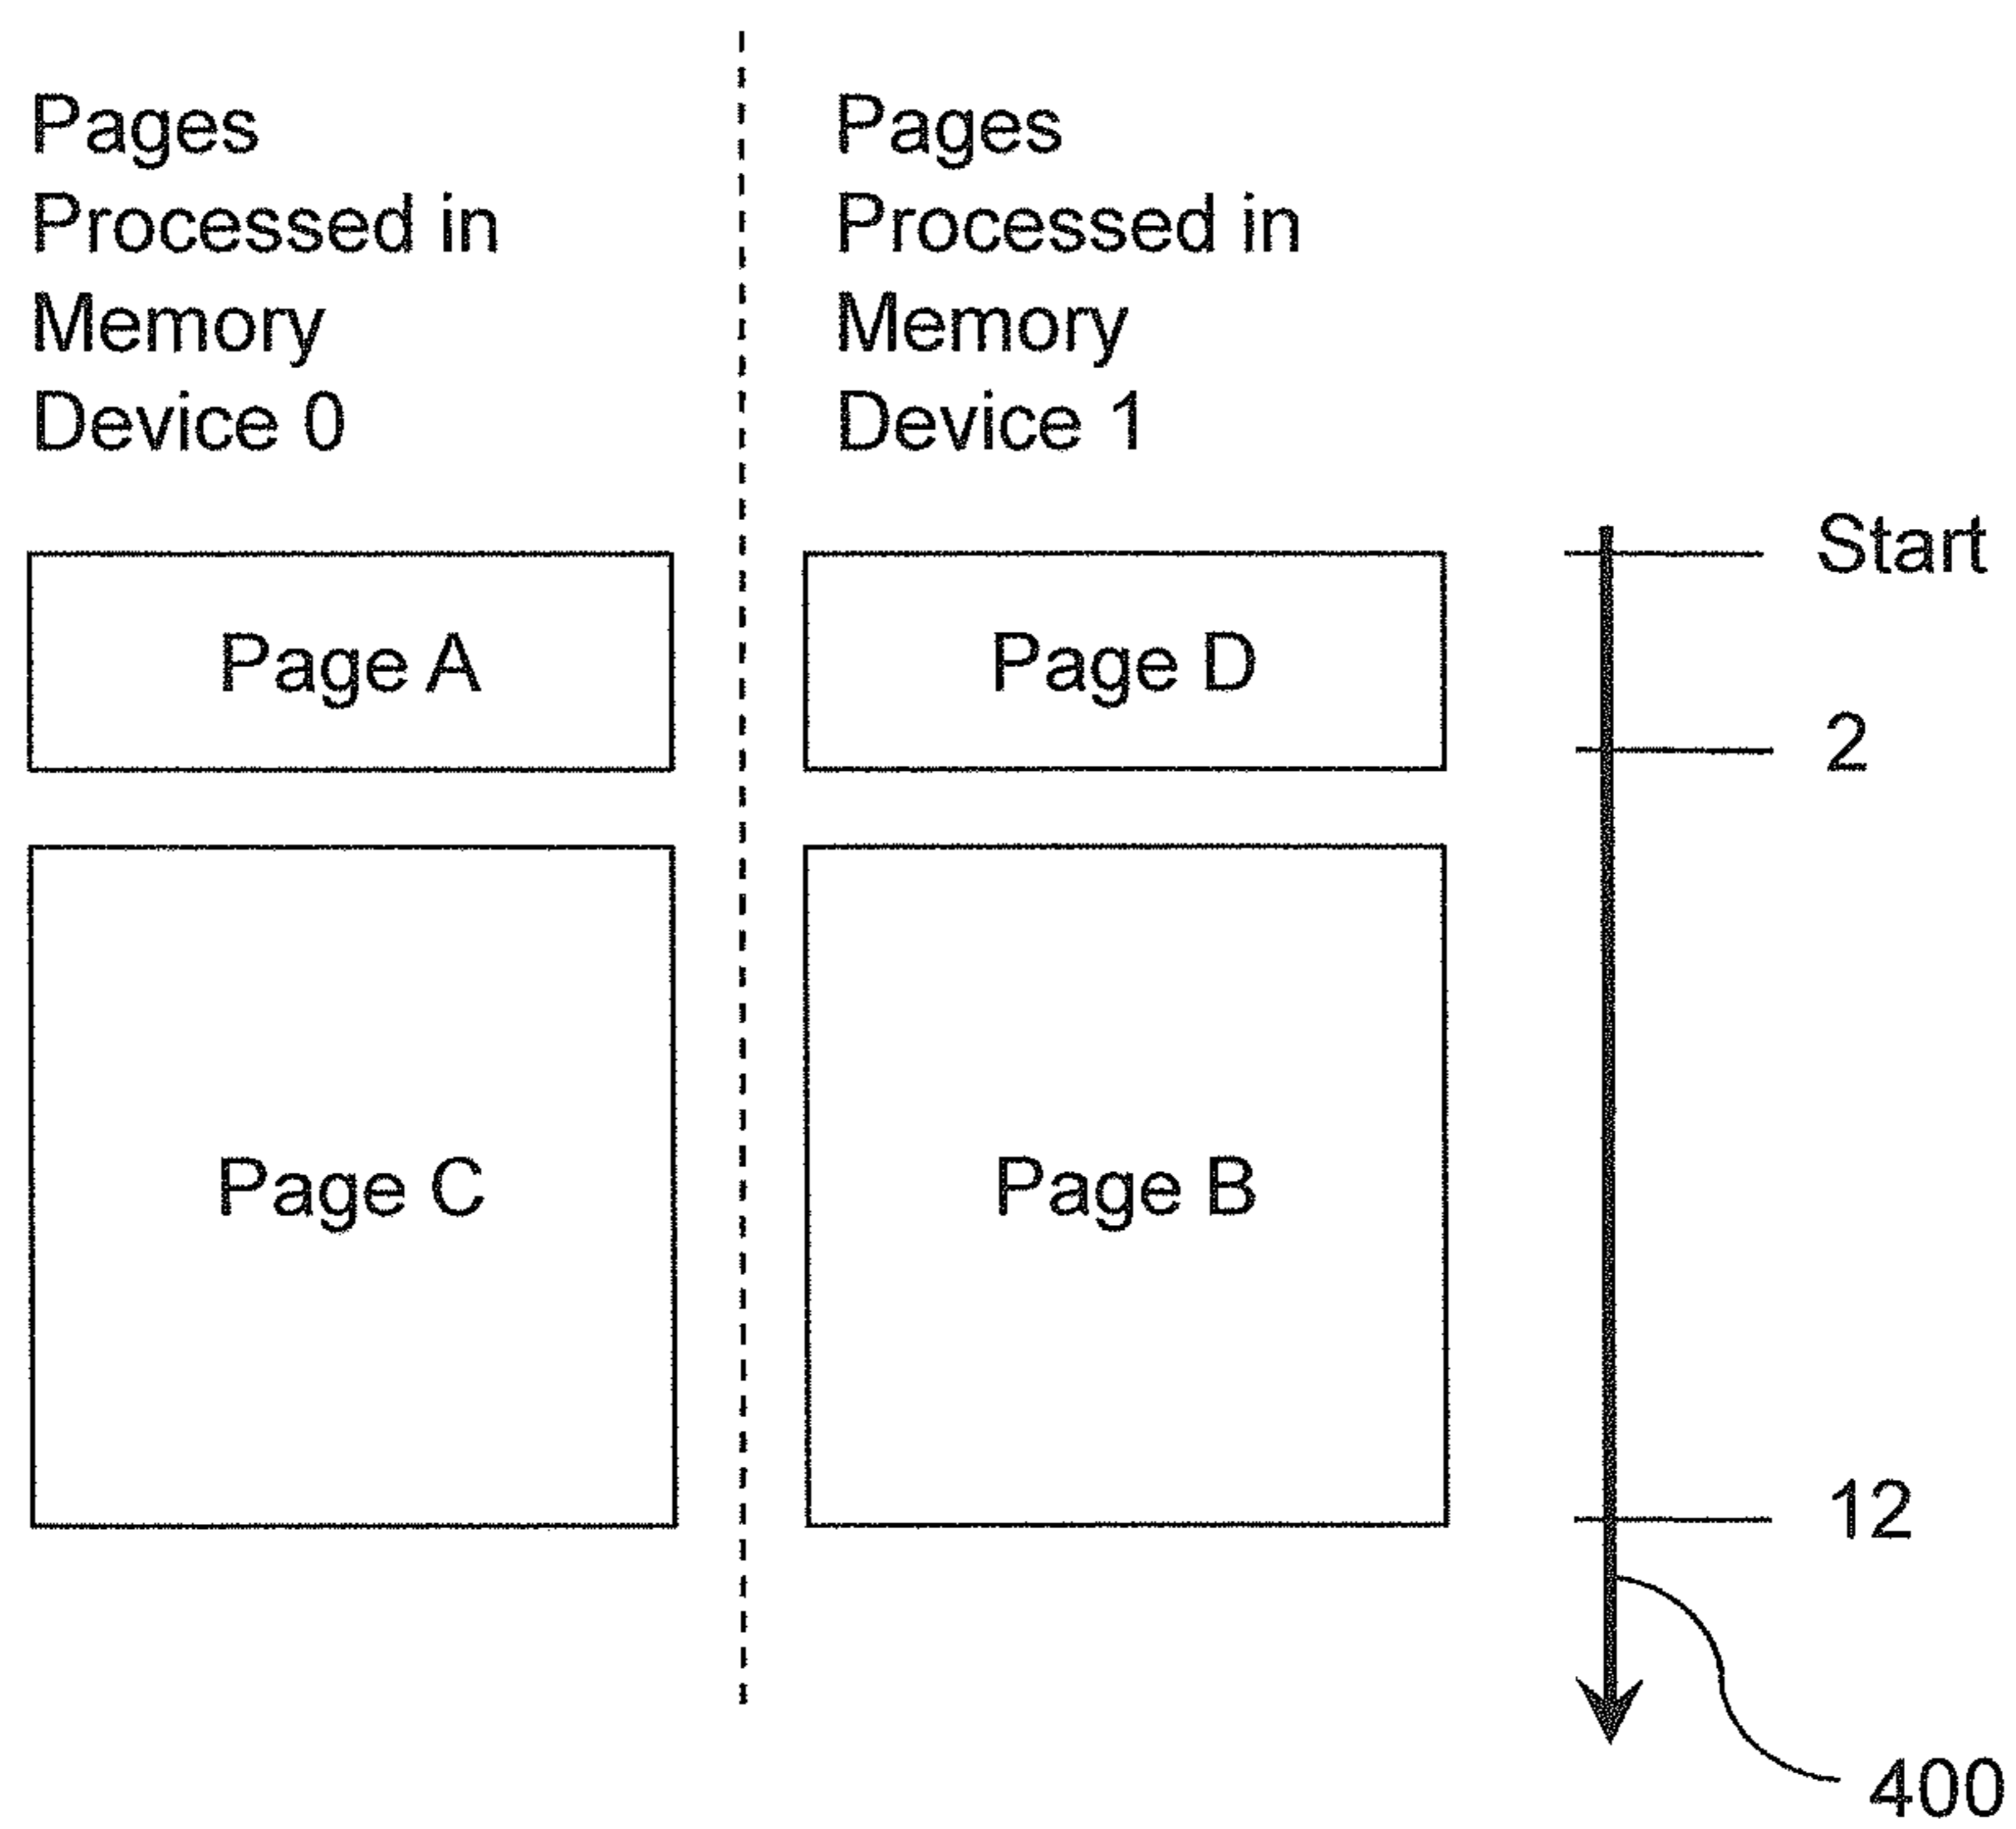 Pages
Processed in
Memory
Device 0
Pages
Processed in
Memory
Device 1
Start
Page A
Page D
2
Page C
Page B
12
400